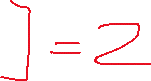 ] = 2